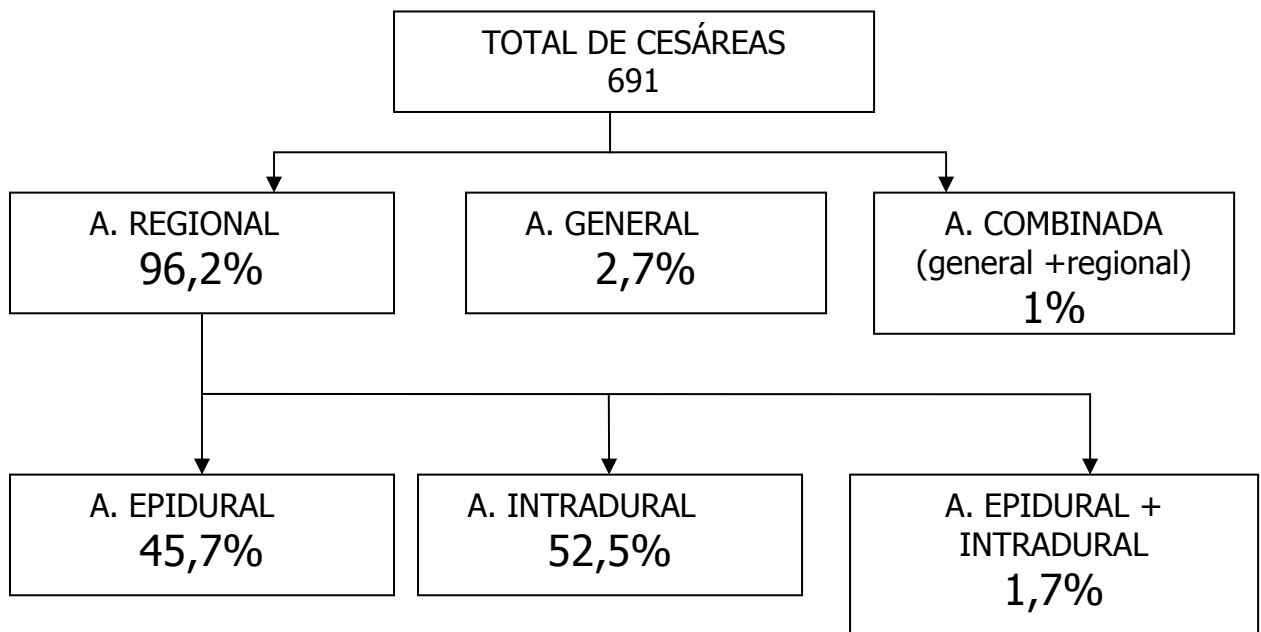 TOTAL DE CESÁREAS
691
A. REGIONAL
96,2%
A. GENERAL
2,7%
A. COMBINADA
(general +regional)
1%
A. EPIDURAL
45,7%
A. INTRADURAL
52,5%
A. EPIDURAL +
INTRADURAL
1,7%